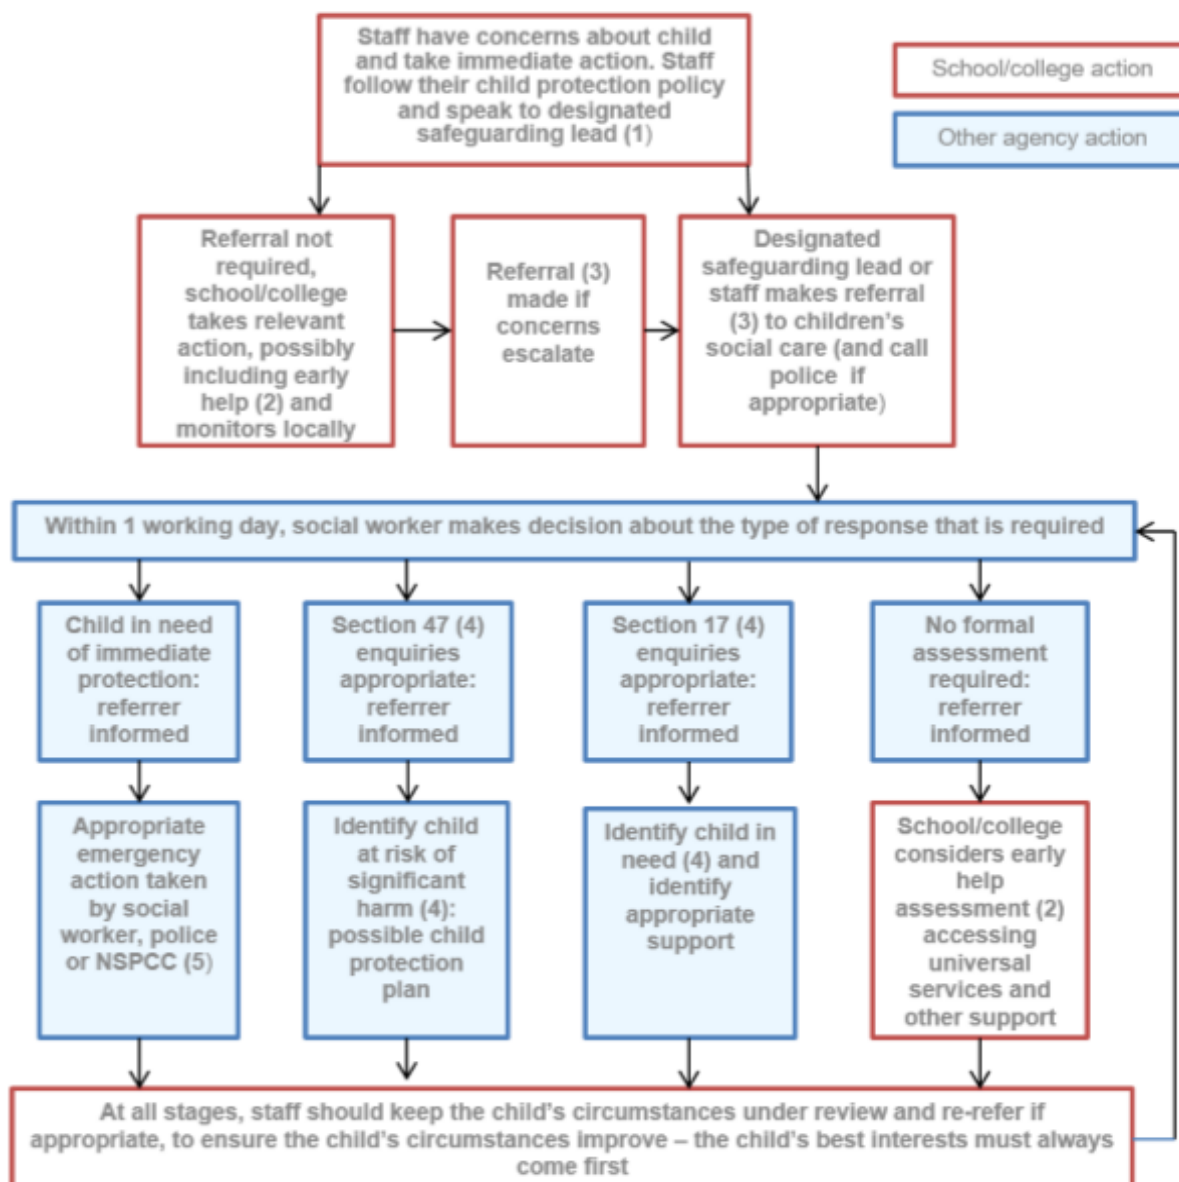 Staff have concerns about child
and take immediate action. Staff
follow their child protection policy
and speak to designated
safeguarding lead (1)
School/college action
Other agency action
Referral not
required,
school/college
takes relevant
action, possibly
including early
help (2) and
monitors locally
Referral (3)
made if
concerns
escalate
Designated
safeguarding lead or
staff makes referral
(3) to children’s
social care (and call
police if
appropriate)
Within 1 working day, social worker makes decision about the type of response that is required
Child in need
of immediate
protection:
referrer
informed
Section 47 (4)
enquiries
appropriate:
referrer
informed
Section 17 (4)
enquiries
appropriate:
referrer
informed
No formal
assessment
required:
referrer
informed
Appropriate
emergency
action taken
by social
worker, police
or NSPCC (5)
Identify child
at risk of
significant
harm (4):
possible child
protection
plan
Identify child in
need (4) and
identify
appropriate
support
School/college
considers early
help
assessment (2)
accessing
universal
services and
other support
At all stages, staff should keep the child’s circumstances under review and re-refer if
appropriate, to ensure the child’s circumstances improve – the child’s best interests must always
come first